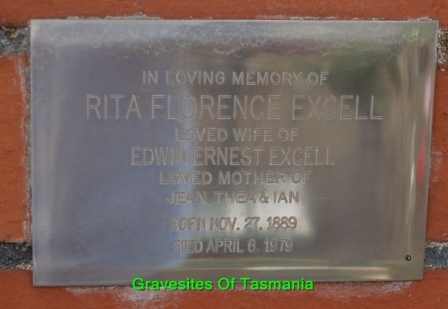 IN LOVING MEMORY OF
RITA FLORENCE EXCELL
LOVED WIFE OF
EDWIN ERNEST EXCELL
LOVED MOTHER OF
JEAN, THEA & IAN
BORN NOV. 27. 1889
DIED APRIL 6. 1979
Gravesites Of Tasmania